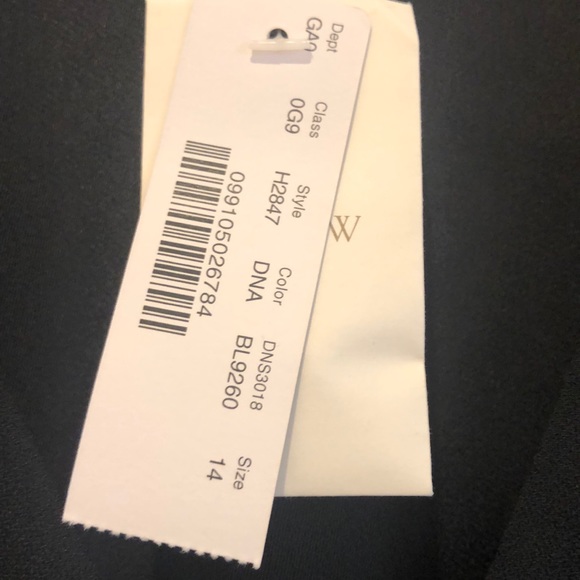 Dept Class Style Color DNS3018 Size
0G9 H2847 DNA BL9260 14
099105026784
W